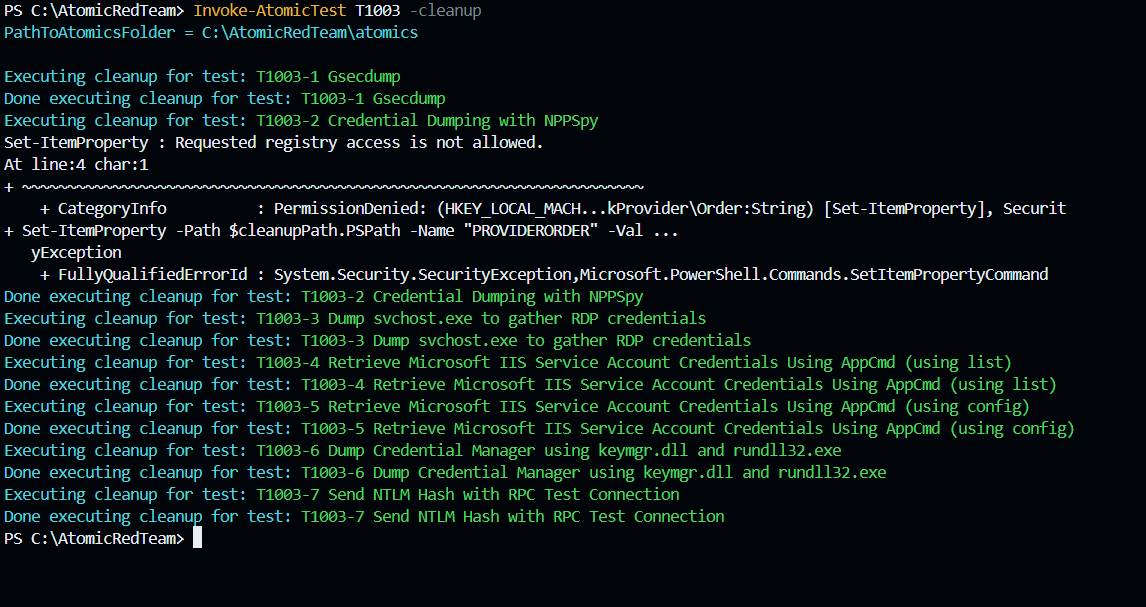 PS C:\AtomicRedTeam> Invoke-AtomicTest T1003 -cleanup
PathToAtomicsFolder = C:\AtomicRedTeam\atomics
Executing cleanup for test: T1003-1 Gsecdump
Done executing cleanup for test: T1003-1 Gsecdump
Executing cleanup for test: T1003-2 Credential Dumping with NPPSpy
Set-ItemProperty : Requested registry access is not allowed.
At line:4 char:1
+ ~~~~~~~~~~~~~~~~~~~~~~~~~~~~~~~~~~~~~~~~~~~~~~~~~~~~~~~~~~~~~~~~~~~~~
    + CategoryInfo          : PermissionDenied: (HKEY_LOCAL_MACH...kProvider\Order:String) [Set-ItemProperty], Securit
+ Set-ItemProperty -Path $cleanupPath.PSPath -Name "PROVIDERORDER" -Val ...
   yException
    + FullyQualifiedErrorId : System.Security.SecurityException,Microsoft.PowerShell.Commands.SetItemPropertyCommand
Done executing cleanup for test: T1003-2 Credential Dumping with NPPSpy
Executing cleanup for test: T1003-3 Dump svchost.exe to gather RDP credentials
Done executing cleanup for test: T1003-3 Dump svchost.exe to gather RDP credentials
Executing cleanup for test: T1003-4 Retrieve Microsoft IIS Service Account Credentials Using AppCmd (using list)
Done executing cleanup for test: T1003-4 Retrieve Microsoft IIS Service Account Credentials Using AppCmd (using list)
Executing cleanup for test: T1003-5 Retrieve Microsoft IIS Service Account Credentials Using AppCmd (using config)
Done executing cleanup for test: T1003-5 Retrieve Microsoft IIS Service Account Credentials Using AppCmd (using config)
Executing cleanup for test: T1003-6 Dump Credential Manager using keymgr.dll and rundll32.exe
Done executing cleanup for test: T1003-6 Dump Credential Manager using keymgr.dll and rundll32.exe
Executing cleanup for test: T1003-7 Send NTLM Hash with RPC Test Connection
Done executing cleanup for test: T1003-7 Send NTLM Hash with RPC Test Connection
PS C:\AtomicRedTeam>